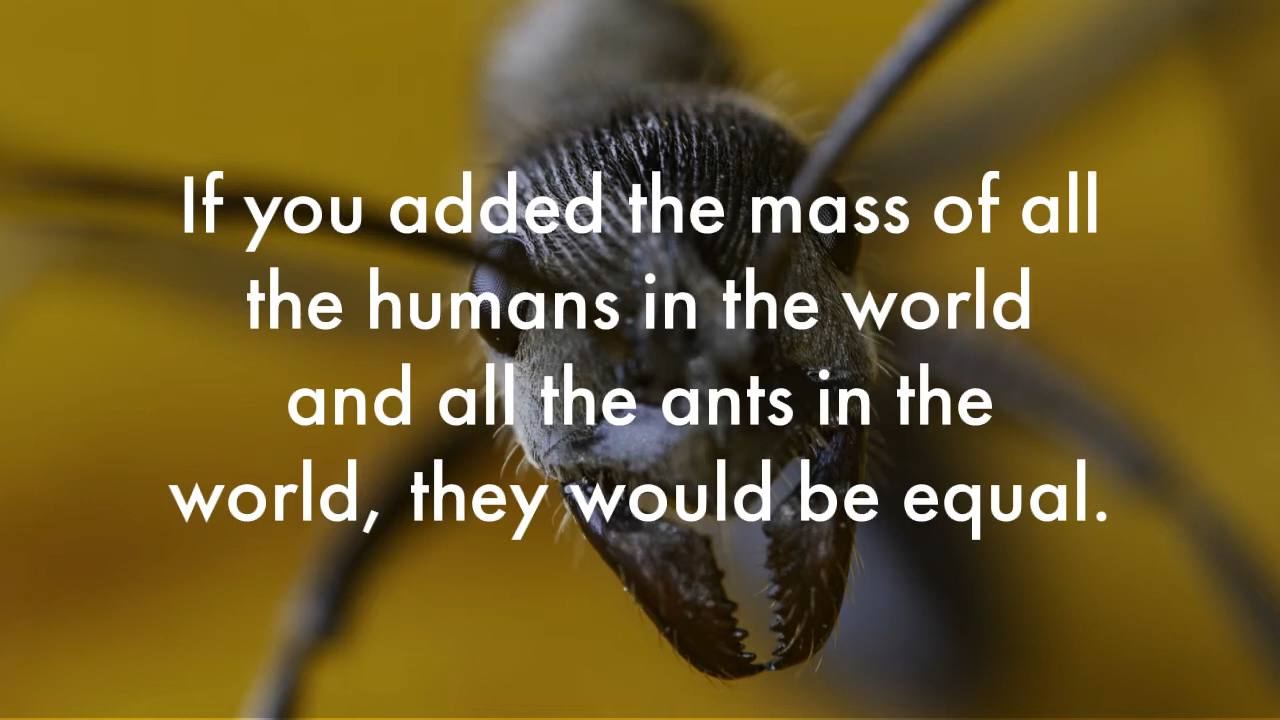 If you added the mass of all
the humans in the world
and all the ants in the
world, they would be equal.